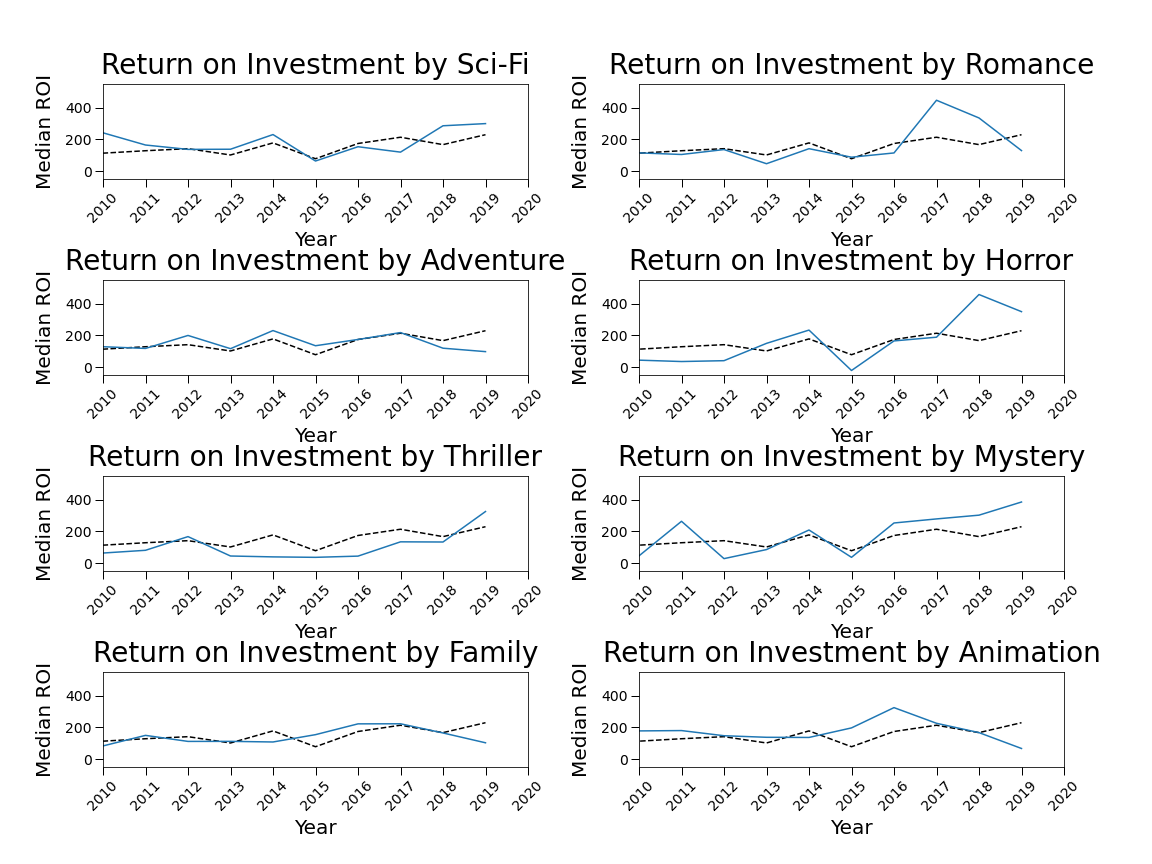 Return on Investment by Sci-Fi
Median ROI
400
200
0
2010 2011 2012 2013 2014 2015 2016 2017 2018 2019 2020
Year
Return on Investment by Romance
Median ROI
400
200
0
2010 2011 2012 2013 2014 2015 2016 2017 2018 2019 2020
Year
Return on Investment by Adventure
Median ROI
400
200
0
2010 2011 2012 2013 2014 2015 2016 2017 2018 2019 2020
Year
Return on Investment by Horror
Median ROI
400
200
0
2010 2011 2012 2013 2014 2015 2016 2017 2018 2019 2020
Year
Return on Investment by Thriller
Median ROI
400
200
0
2010 2011 2012 2013 2014 2015 2016 2017 2018 2019 2020
Year
Return on Investment by Mystery
Median ROI
400
200
0
2010 2011 2012 2013 2014 2015 2016 2017 2018 2019 2020
Year
Return on Investment by Family
Median ROI
400
200
0
2010 2011 2012 2013 2014 2015 2016 2017 2018 2019 2020
Year
Return on Investment by Animation
Median ROI
400
200
0
2010 2011 2012 2013 2014 2015 2016 2017 2018 2019 2020
Year